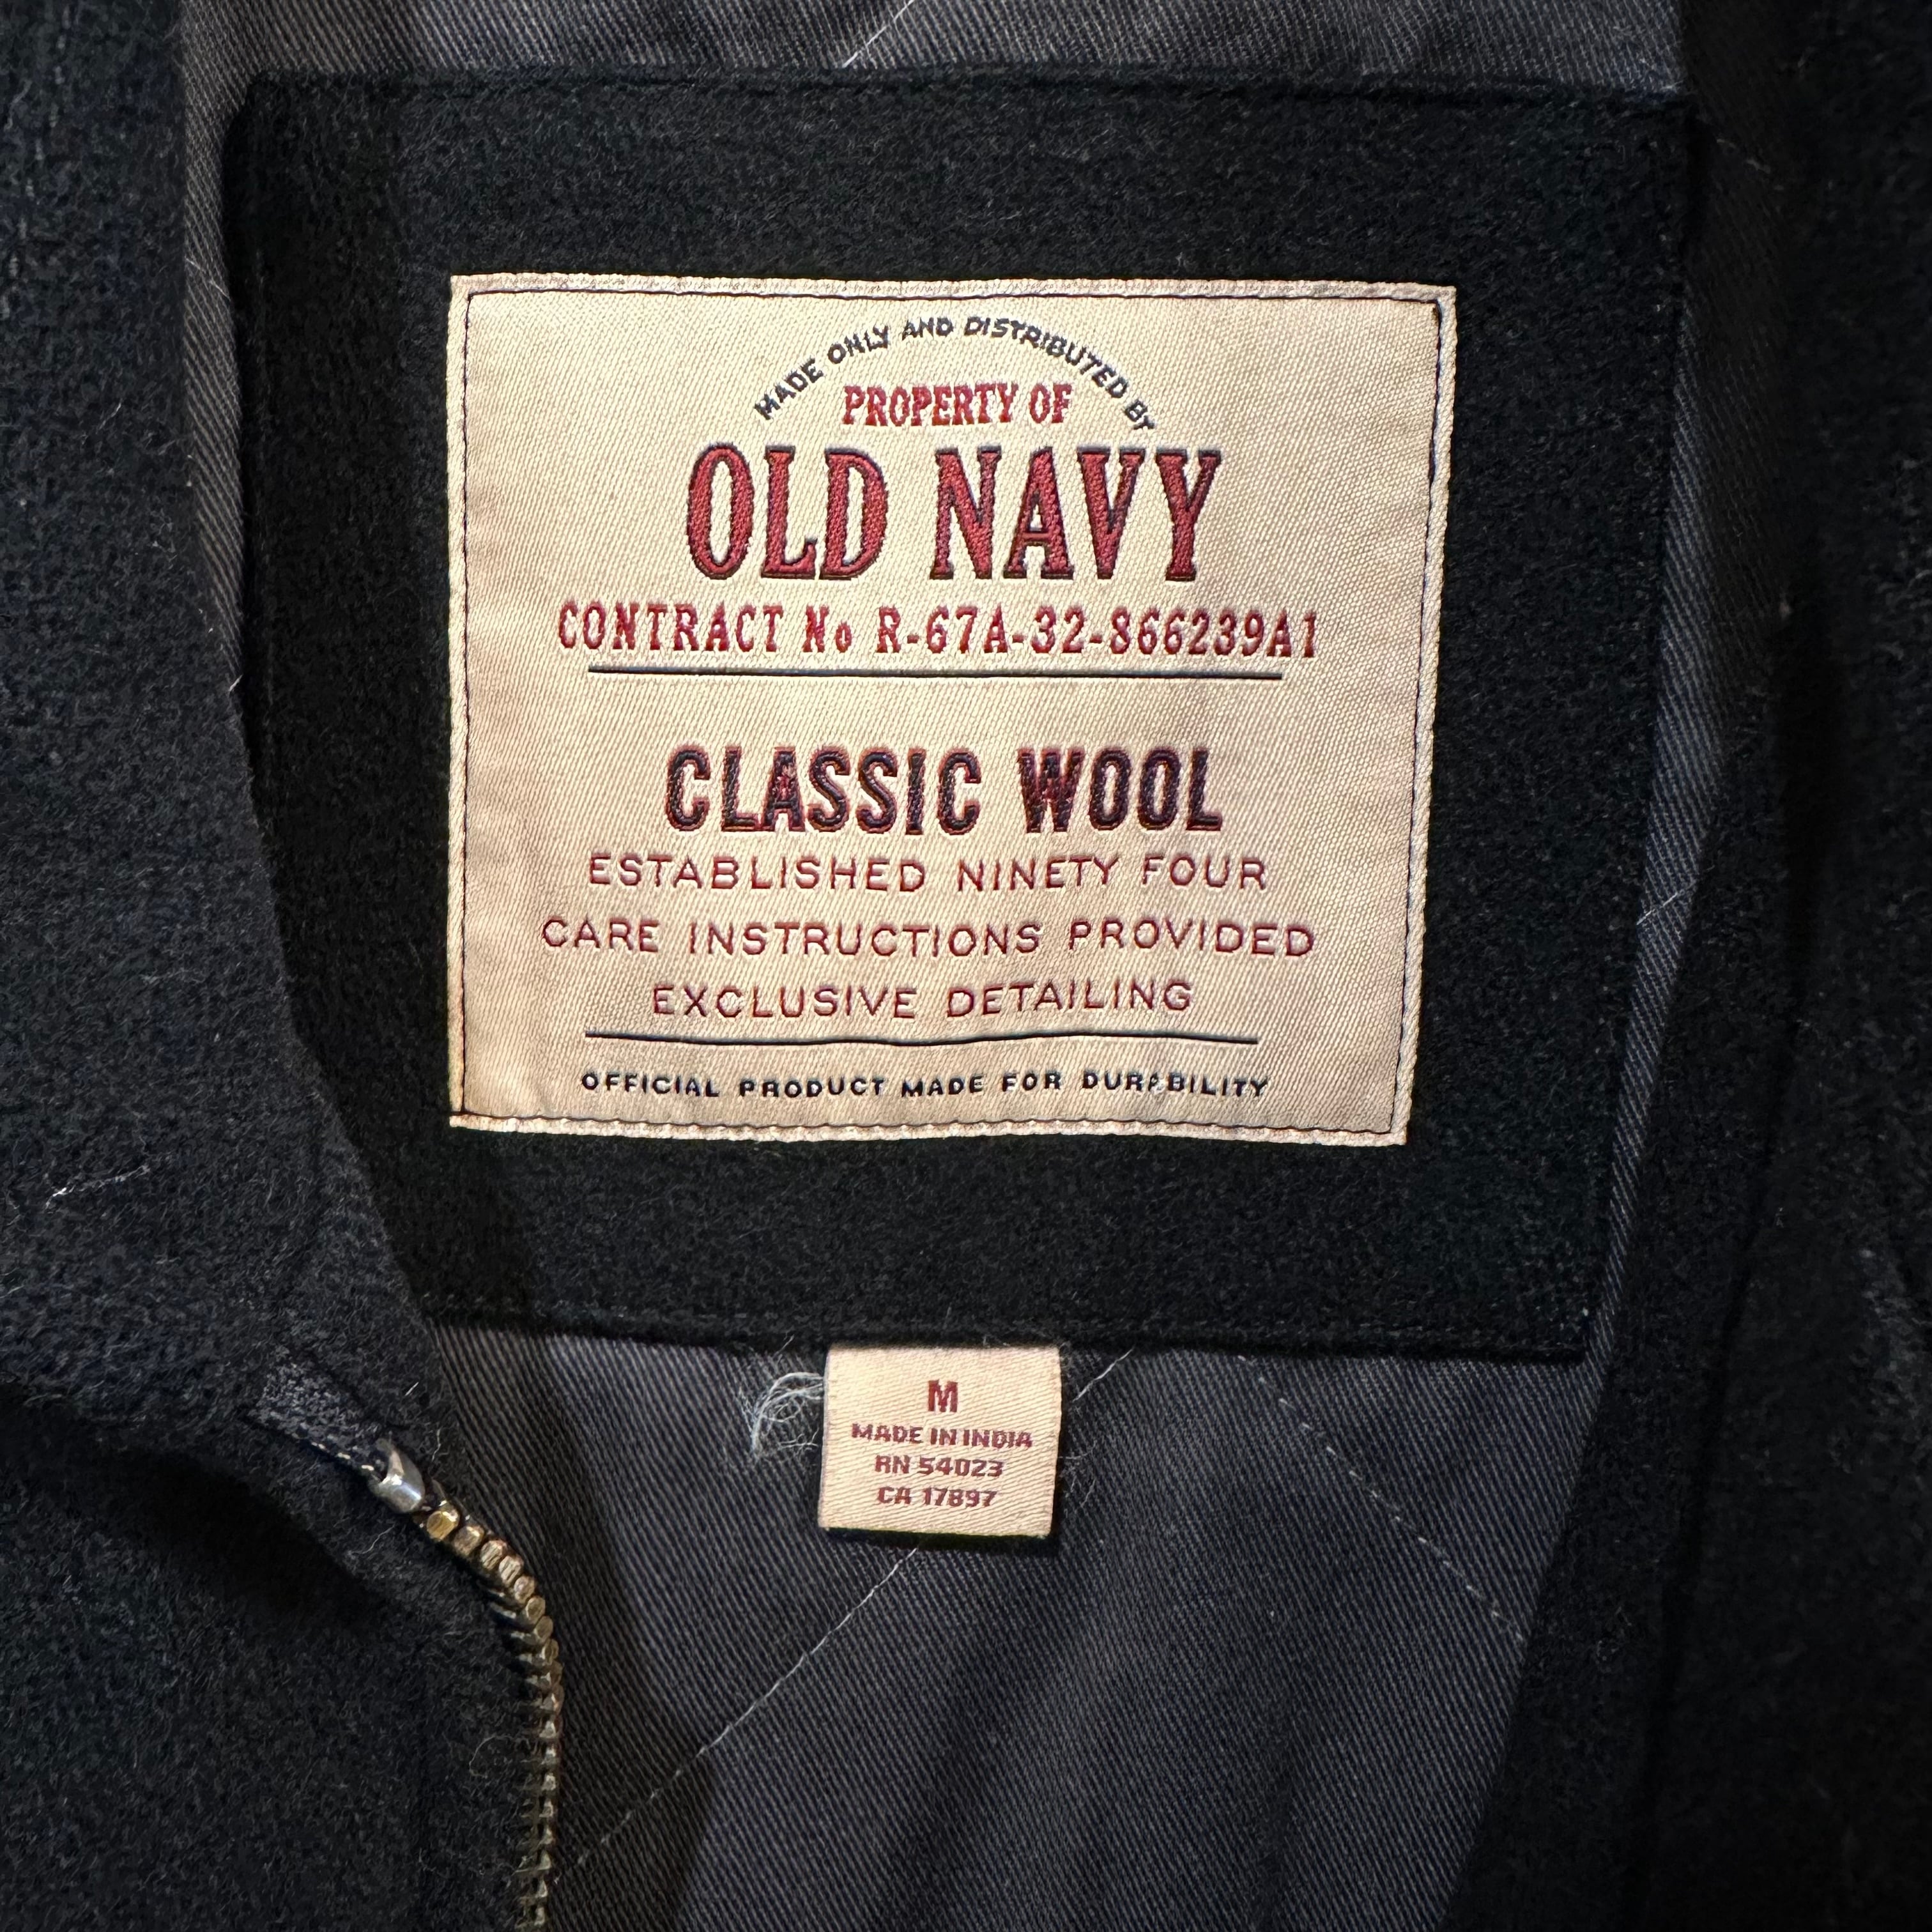 MADE ONLY AND DISTRIBUTED BY
PROPERTY OF
OLD NAVY
CONTRACT No R-67A-32-866239A1
CLASSIC WOOL
ESTABLISHED NINETY FOUR
CARE INSTRUCTIONS PROVIDED
EXCLUSIVE DETAILING
OFFICIAL PRODUCT MADE FOR DURABILITY
M
MADE IN INDIA
RN 54023
CA 17897